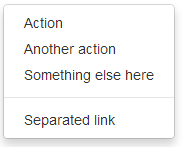 Action
Another action
Something else here
Separated link